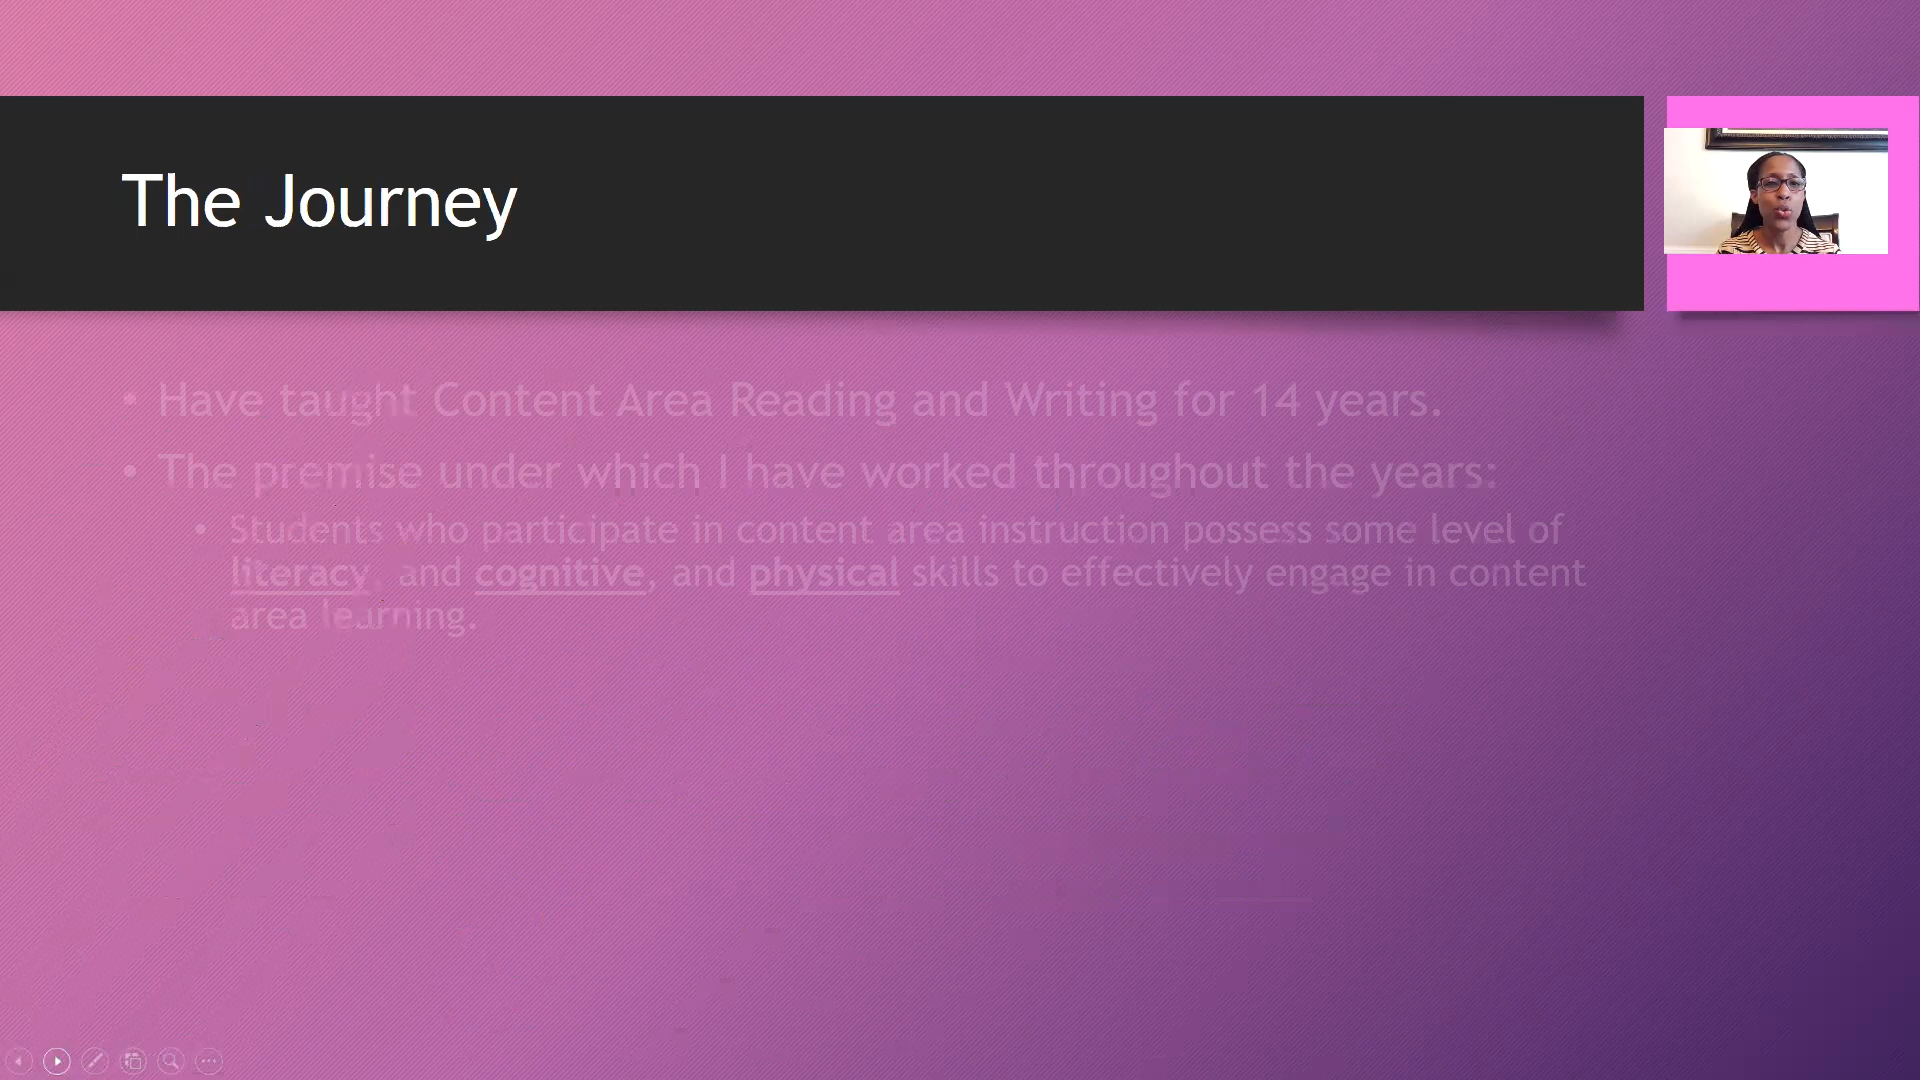 The Journey
• Have taught Content Area Reading and Writing for 14 years.
• The premise under which I have worked throughout the years:
• Students who participate in content area instruction possess some level of
literacy, and cognitive, and physical skills to effectively engage in content
area learning.